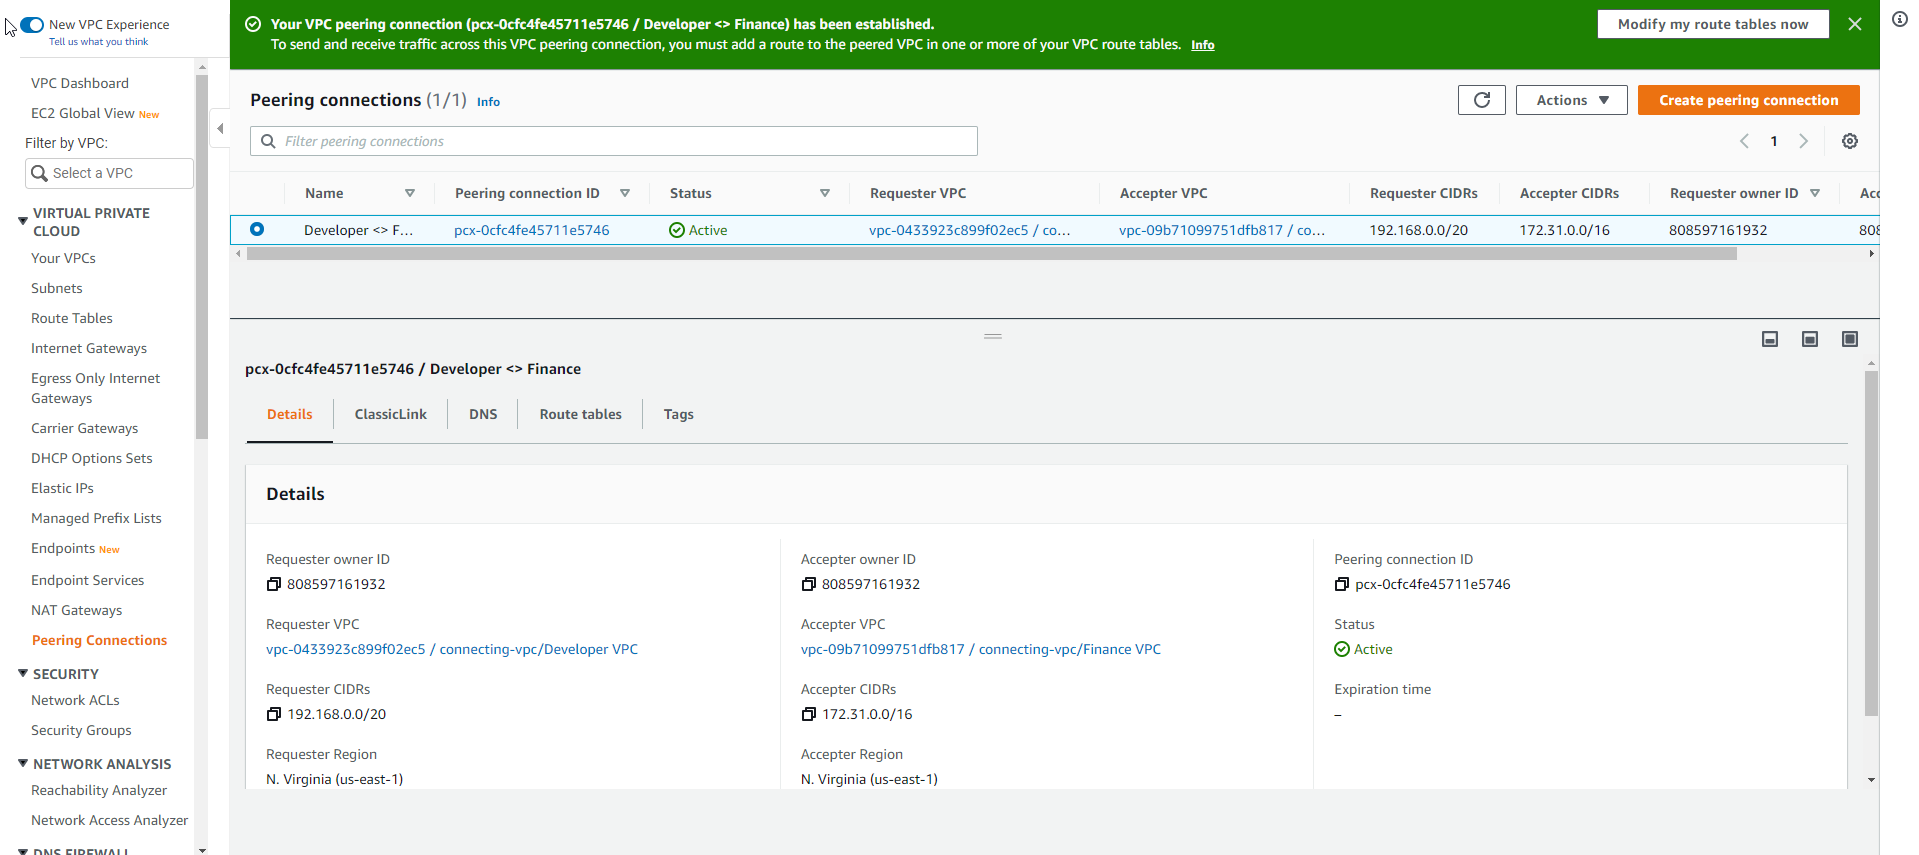 New VPC Experience
Tell us what you think
VPC Dashboard
EC2 Global View New
Filter by VPC:
Select a VPC
VIRTUAL PRIVATE
CLOUD
Your VPCs
Subnets
Route Tables
Internet Gateways
Egress Only Internet
Gateways
Carrier Gateways
DHCP Options Sets
Elastic IPs
Managed Prefix Lists
Endpoints New
Endpoint Services
NAT Gateways
Peering Connections
SECURITY
Network ACLs
Security Groups
NETWORK ANALYSIS
Reachability Analyzer
Network Access Analyzer
DNS FIREWALL
Your VPC peering connection (pcx-0cfc4fe45711e5746 / Developer <> Finance) has been established.
To send and receive traffic across this VPC peering connection, you must add a route to the peered VPC in one or more of your VPC route tables. Info
Modify my route tables now
Peering connections (1/1) Info
Actions
Create peering connection
Filter peering connections
1
Name Peering connection ID Status Requester VPC Accepter VPC Requester CIDRs Accepter CIDRs Requester owner ID Acc
Developer <> F... pcx-0cfc4fe45711e5746 Active vpc-0433923c899f02ec5 / co... vpc-09b71099751dfb817 / co... 192.168.0.0/20 172.31.0.0/16 808597161932 808
pcx-0cfc4fe45711e5746 / Developer <> Finance
Details ClassicLink DNS Route tables Tags
Details
Requester owner ID
808597161932
Requester VPC
vpc-0433923c899f02ec5 / connecting-vpc/Developer VPC
Requester CIDRs
192.168.0.0/20
Requester Region
N. Virginia (us-east-1)
Accepter owner ID
808597161932
Accepter VPC
vpc-09b71099751dfb817 / connecting-vpc/Finance VPC
Accepter CIDRs
172.31.0.0/16
Accepter Region
N. Virginia (us-east-1)
Peering connection ID
pcx-0cfc4fe45711e5746
Status
Active
Expiration time
–